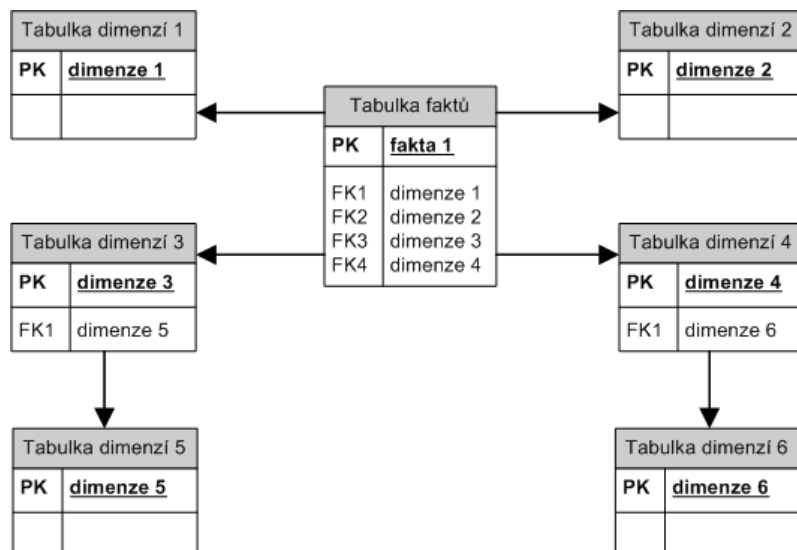 Tabulka dimenzí 1
PK dimenze 1
Tabulka dimenzí 2
PK dimenze 2
Tabulka faktů
PK fakta 1
FK1 dimenze 1
FK2 dimenze 2
FK3 dimenze 3
FK4 dimenze 4
Tabulka dimenzí 3
PK dimenze 3
FK1 dimenze 5
Tabulka dimenzí 4
PK dimenze 4
FK1 dimenze 6
Tabulka dimenzí 5
PK dimenze 5
Tabulka dimenzí 6
PK dimenze 6